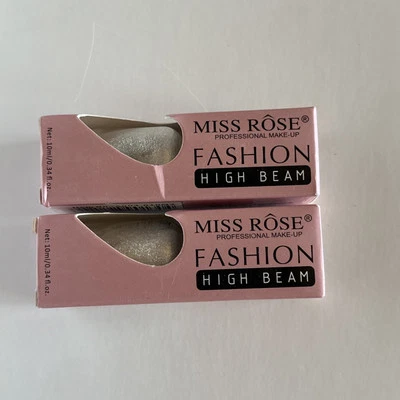 Net: 10ml/0.34 fl.oz.
MISS RÔSE®
PROFESSIONAL MAKE-UP
FASHION
HIGH BEAM
Net: 10ml/0.34 fl.oz.
MISS RÔSE®
PROFESSIONAL MAKE-UP
FASHION
HIGH BEAM